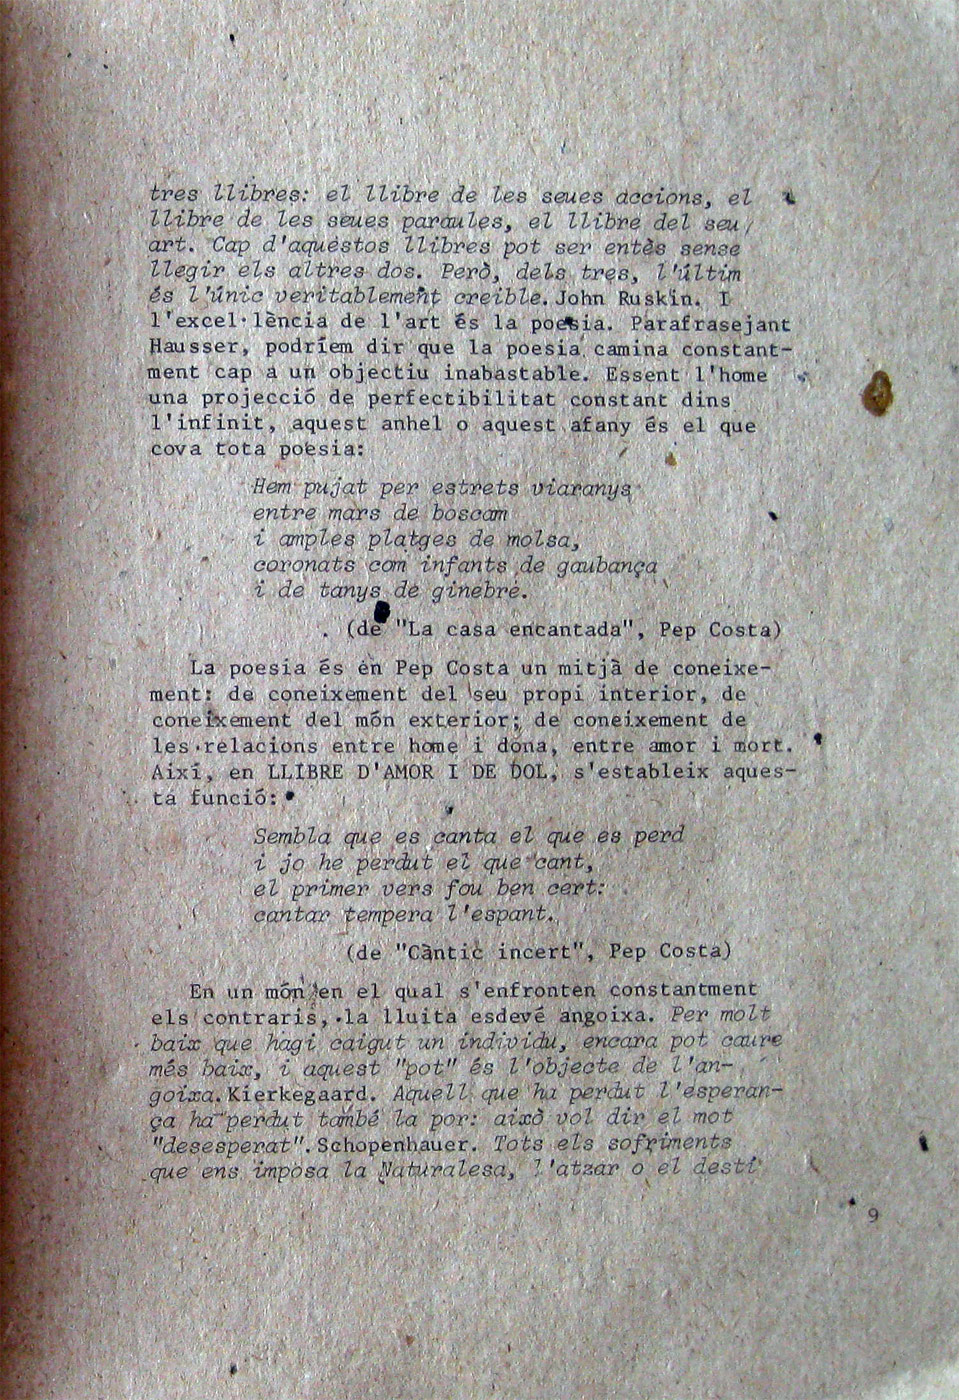 tres llibres: el llibre de les seues accions, el
llibre de les seues paraules, el llibre del seu
art. Cap d'aquestos llibres pot ser entès sense
llegir els altres dos. Però, dels tres, l'últim
és l'únic veritablement creible. John Ruskin. I
l'excel·lència de l'art és la poesia. Parafrasejant
Hausser, podríem dir que la poesia camina constant-
ment cap a un objectiu inabastable. Essent l'home
una projecció de perfectibilitat constant dins
l'infinit, aquest anhel o aquest afany és el que
cova tota poesia:
Hem pujat per estrets viaranys
entre mars de boscam
i amples platges de molsa,
coronats com infants de gaubança
i de tanys de ginebre.
(de "La casa encantada", Pep Costa)
La poesia és en Pep Costa un mitjà de coneixe-
ment: de coneixement del seu propi interior, de
coneixement del món exterior; de coneixement de
les relacions entre home i dona, entre amor i mort.
Així, en LLIBRE D'AMOR I DE DOL, s'estableix aques-
ta funció:
Sembla que es canta el que es perd
i jo he perdut el que cant,
el primer vers fou ben cert:
cantar tempera l'espant.
(de "Càntic incert", Pep Costa)
En un món en el qual s'enfronten constantment
els contraris, la lluita esdevé angoixa. Per molt
baix que hagi caigut un individu, encara pot caure
més baix, i aquest "pot" és l'objecte de l'an-
goixa. Kierkegaard. Aquell que ha perdut l'esperan-
ça ha perdut també la por: això vol dir el mot
"desesperat". Schopenhauer. Tots els sofriments
que ens imposa la Naturalesa, l'atzar o el destí
9